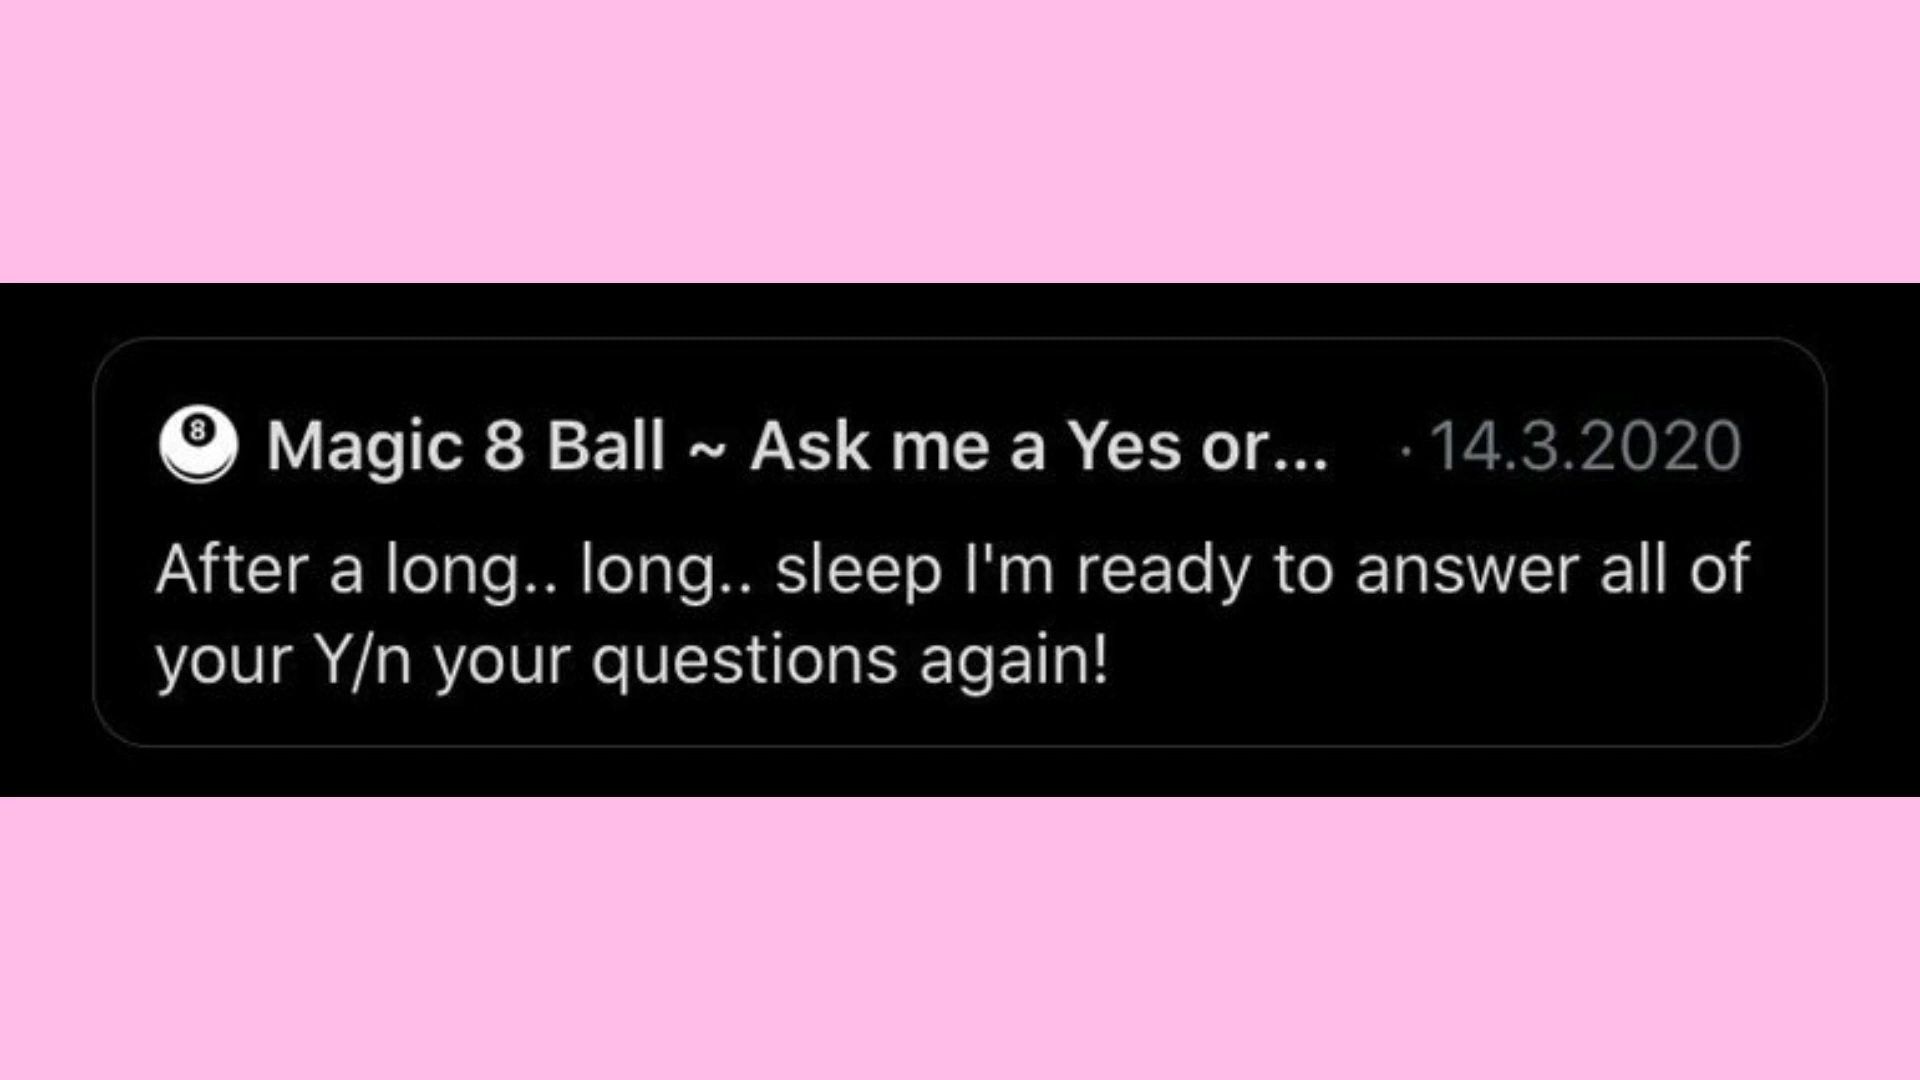 8 Magic 8 Ball ~ Ask me a Yes or... · 14.3.2020
After a long.. long.. sleep I'm ready to answer all of
your Y/n your questions again!